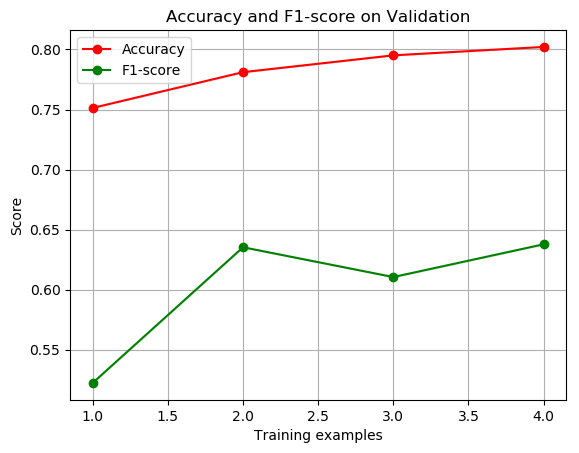 Accuracy and F1-score on Validation
Accuracy
F1-score
0.80
0.75
0.70
0.65
0.60
0.55
Score
1.0 1.5 2.0 2.5 3.0 3.5 4.0
Training examples